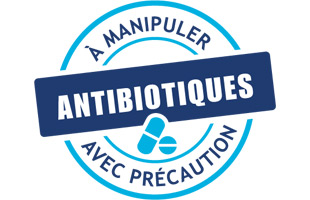 À MANIPULER
ANTIBIOTIQUES
AVEC PRÉCAUTION